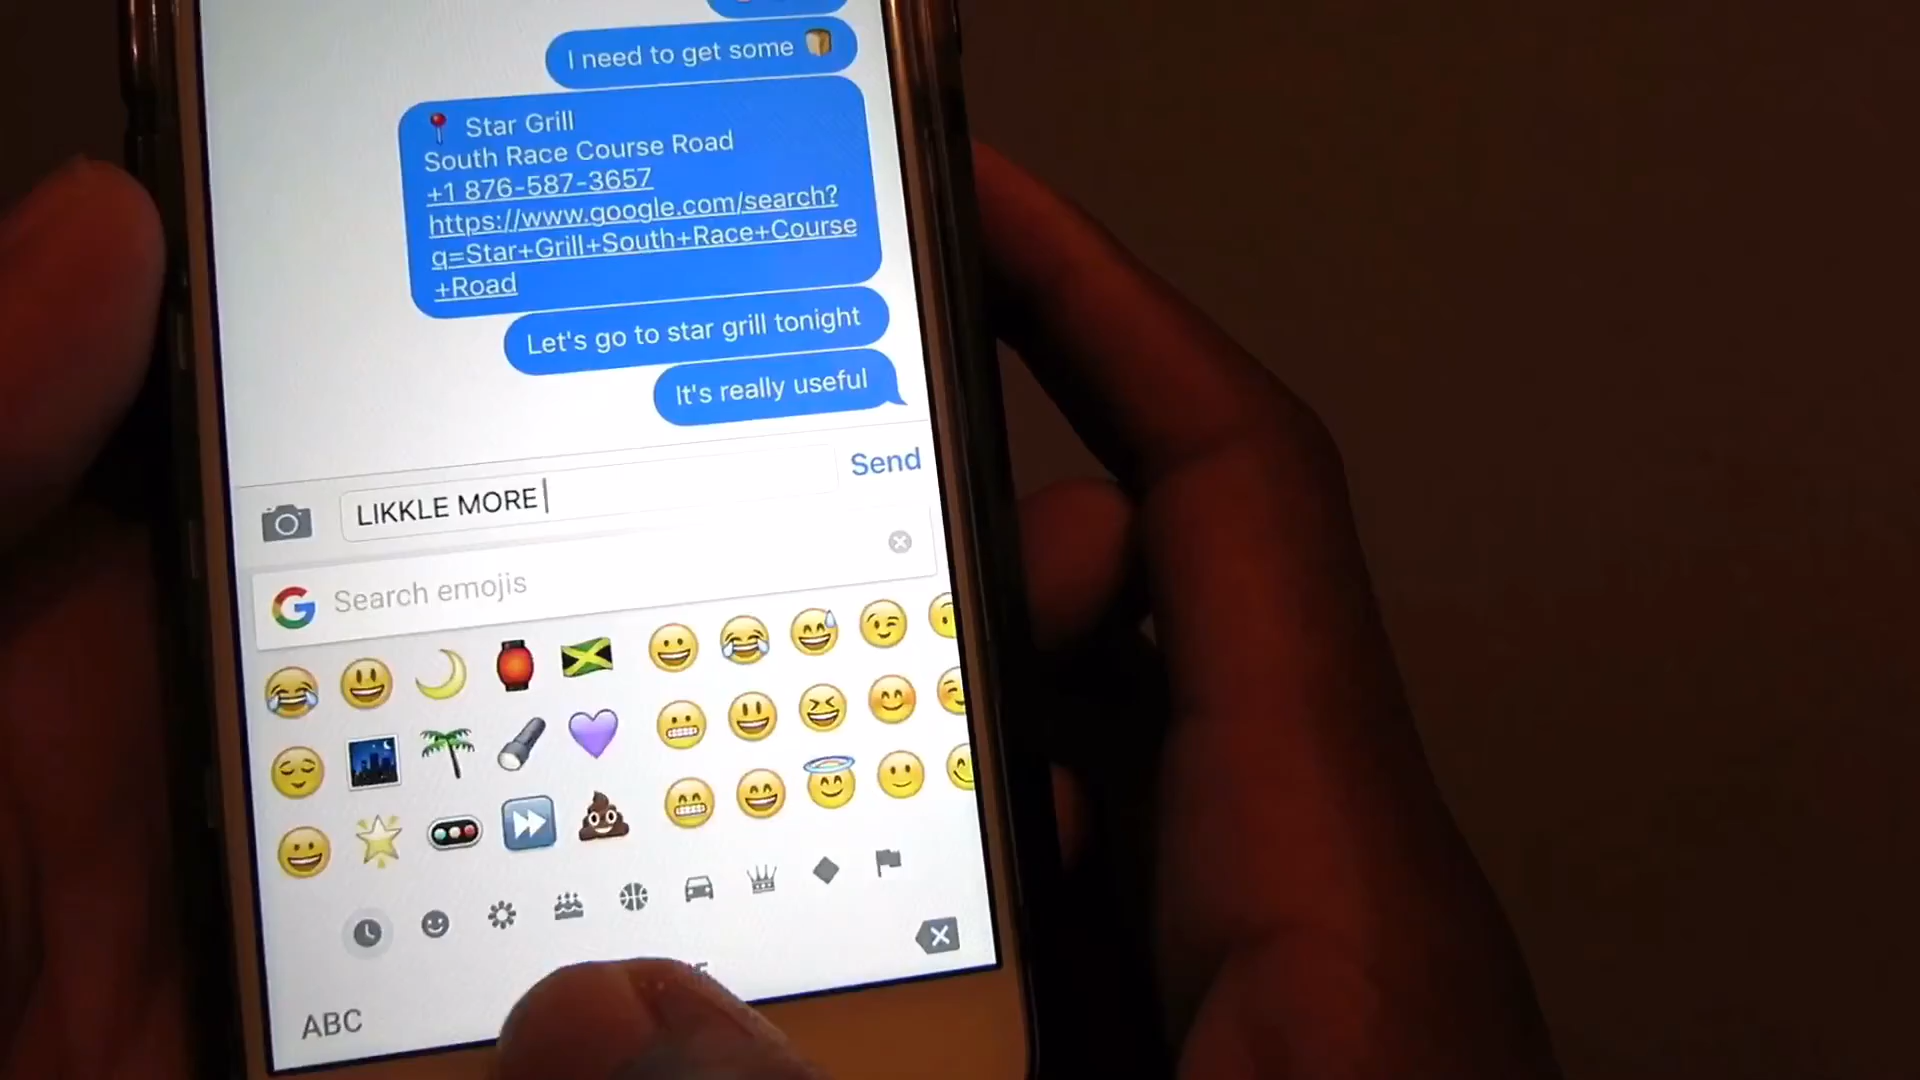 I need to get some
Star Grill
South Race Course Road
+1 876-587-3657
https://www.google.com/search?
q=Star+Grill+South+Race+Course
+Road
Let's go to star grill tonight
It's really useful
LIKKLE MORE
Send
Search emojis
ABC